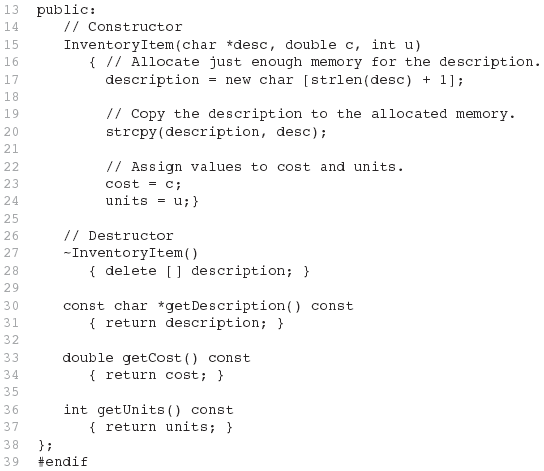 13 public:
14    // Constructor
15    InventoryItem(char *desc, double c, int u)
16       { // Allocate just enough memory for the description.
17         description = new char [strlen(desc) + 1];
18
19         // Copy the description to the allocated memory.
20         strcpy(description, desc);
21
22         // Assign values to cost and units.
23         cost = c;
24         units = u;}
25
26    // Destructor
27    ~InventoryItem()
28       { delete [] description; }
29
30    const char *getDescription() const
31       { return description; }
32
33    double getCost() const
34       { return cost; }
35
36    int getUnits() const
37       { return units; }
38 };
39 #endif